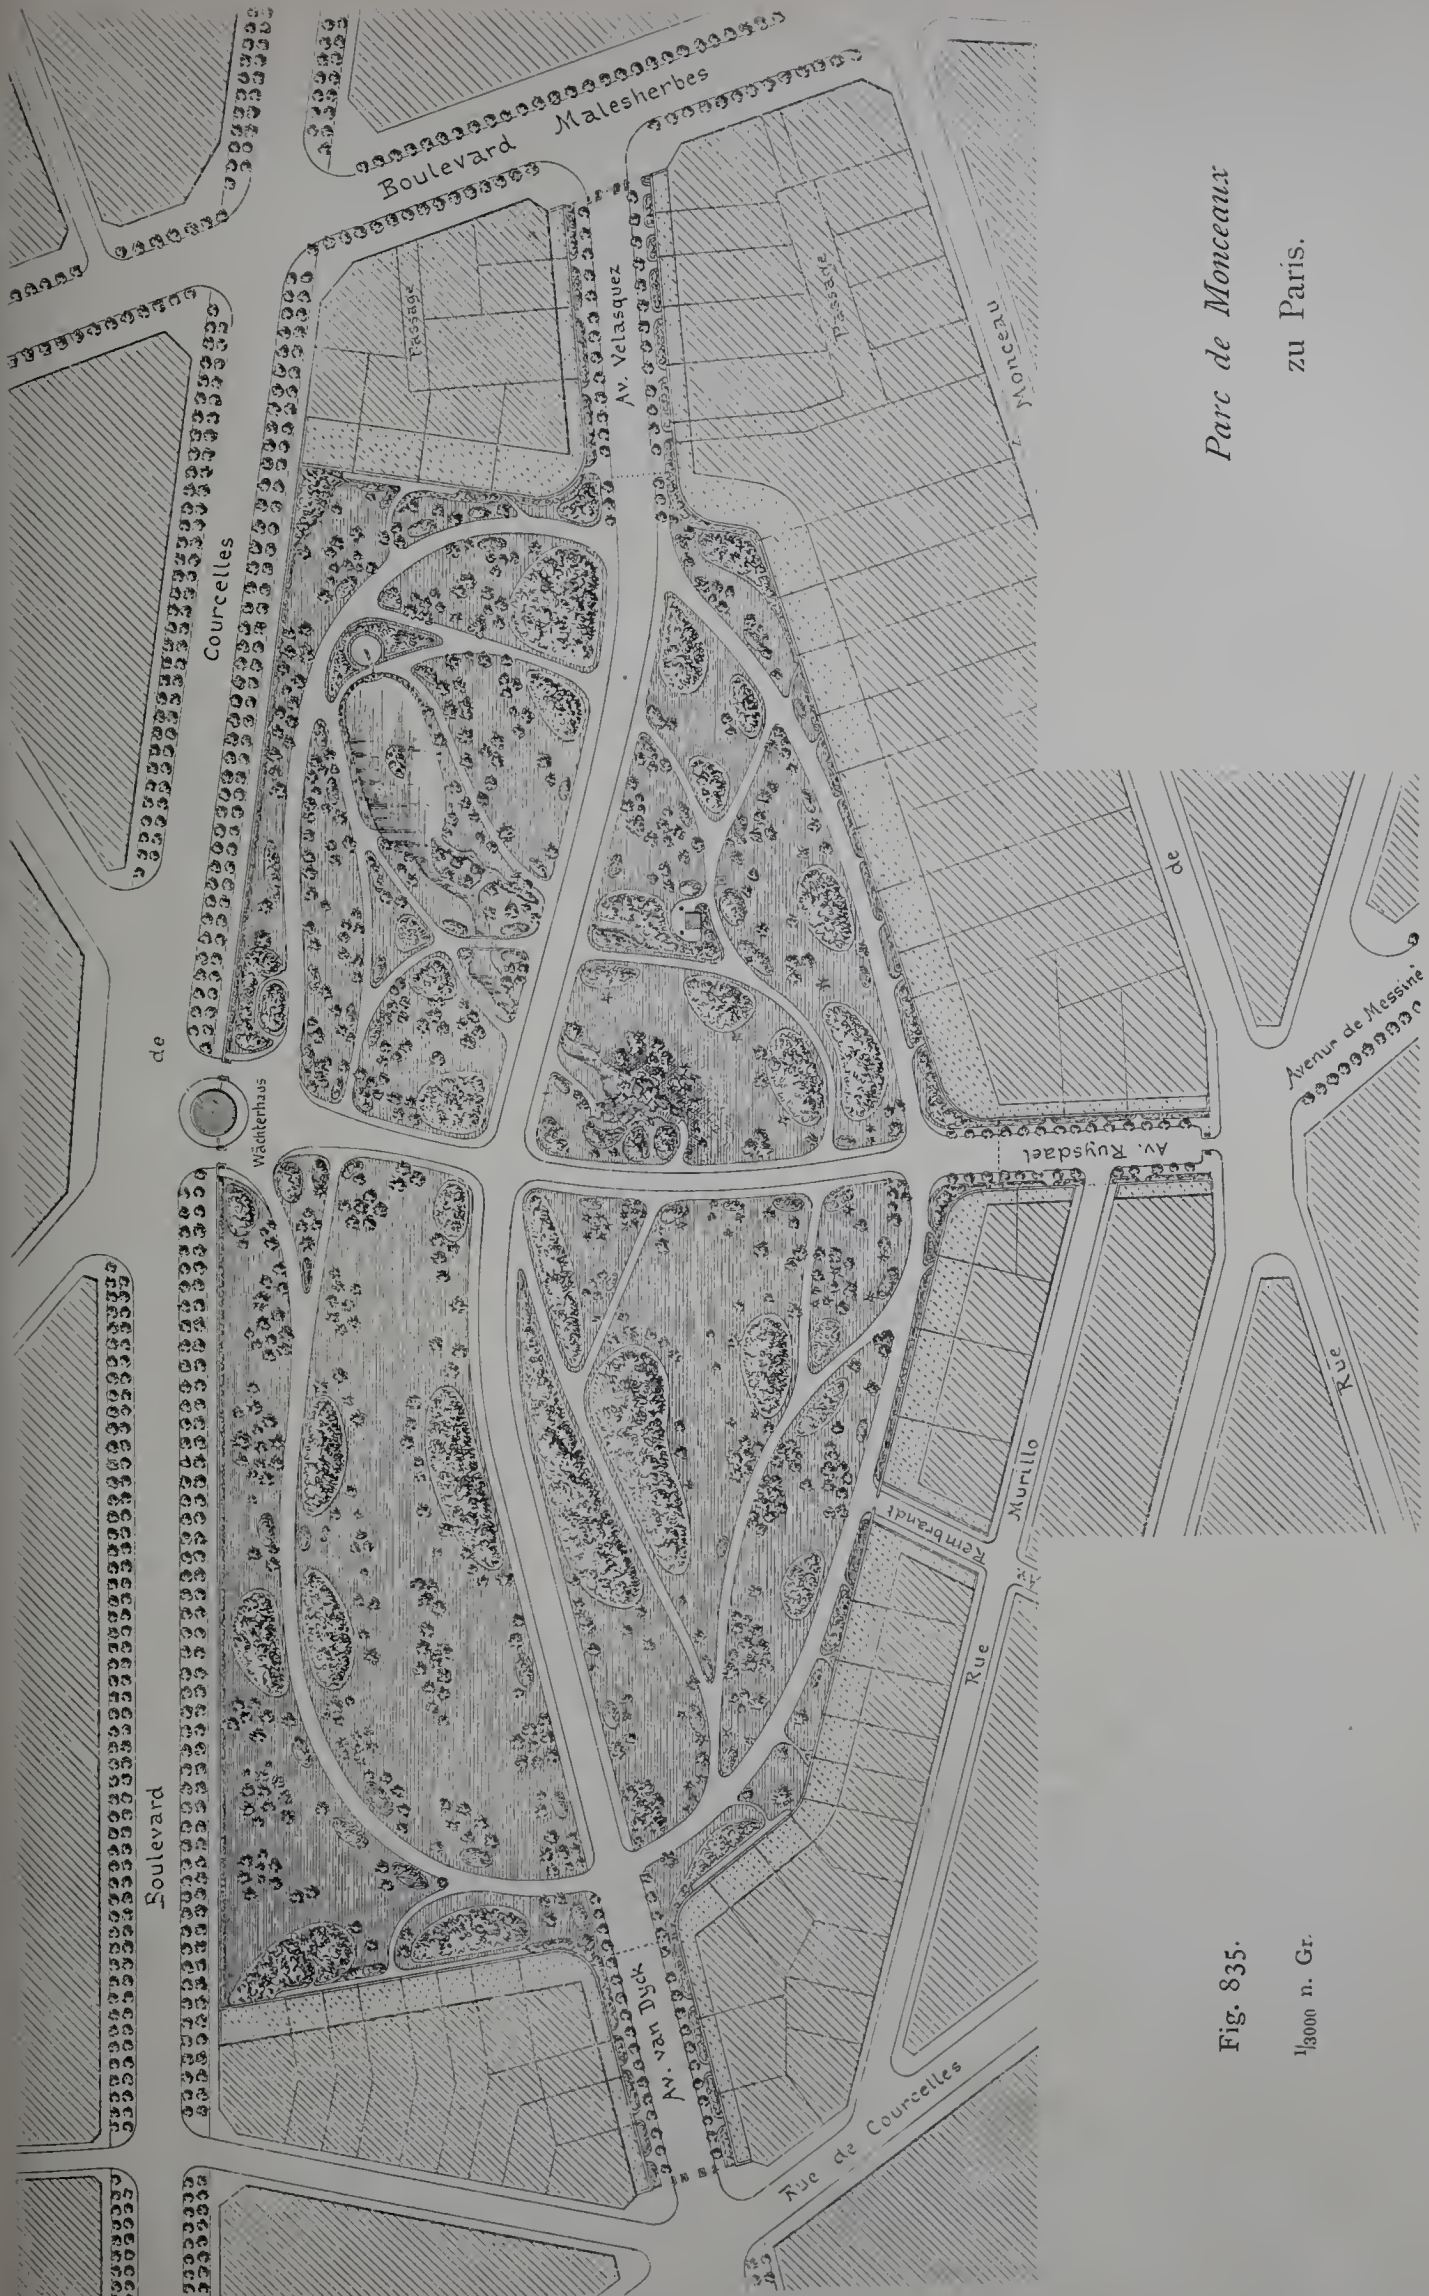 Parc de Monceaux
zu Paris.
Fig. 835.
1/3000 n. Gr.
Boulevard de Courcelles
Boulevard Malesherbes
Passage
Av. Velasquez
Passage
Monceau
de
Rue
Wächterhaus
Av. Ruysdael
Avenue de Messine
Rembrandt
Rue Murillo
Av. van Dyck
Rue de Courcelles